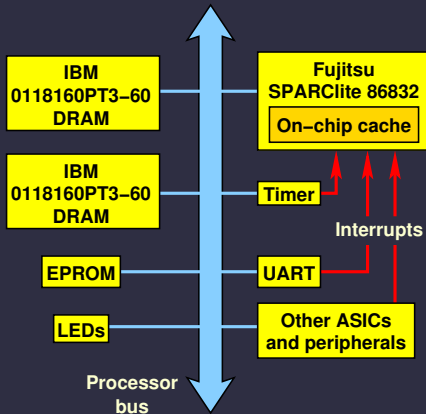 IBM
0118160PT3−60
DRAM
Fujitsu
SPARClite 86832
On−chip cache
IBM
0118160PT3−60
DRAM
Timer
Interrupts
EPROM
UART
LEDs
Other ASICs
and peripherals
Processor
bus